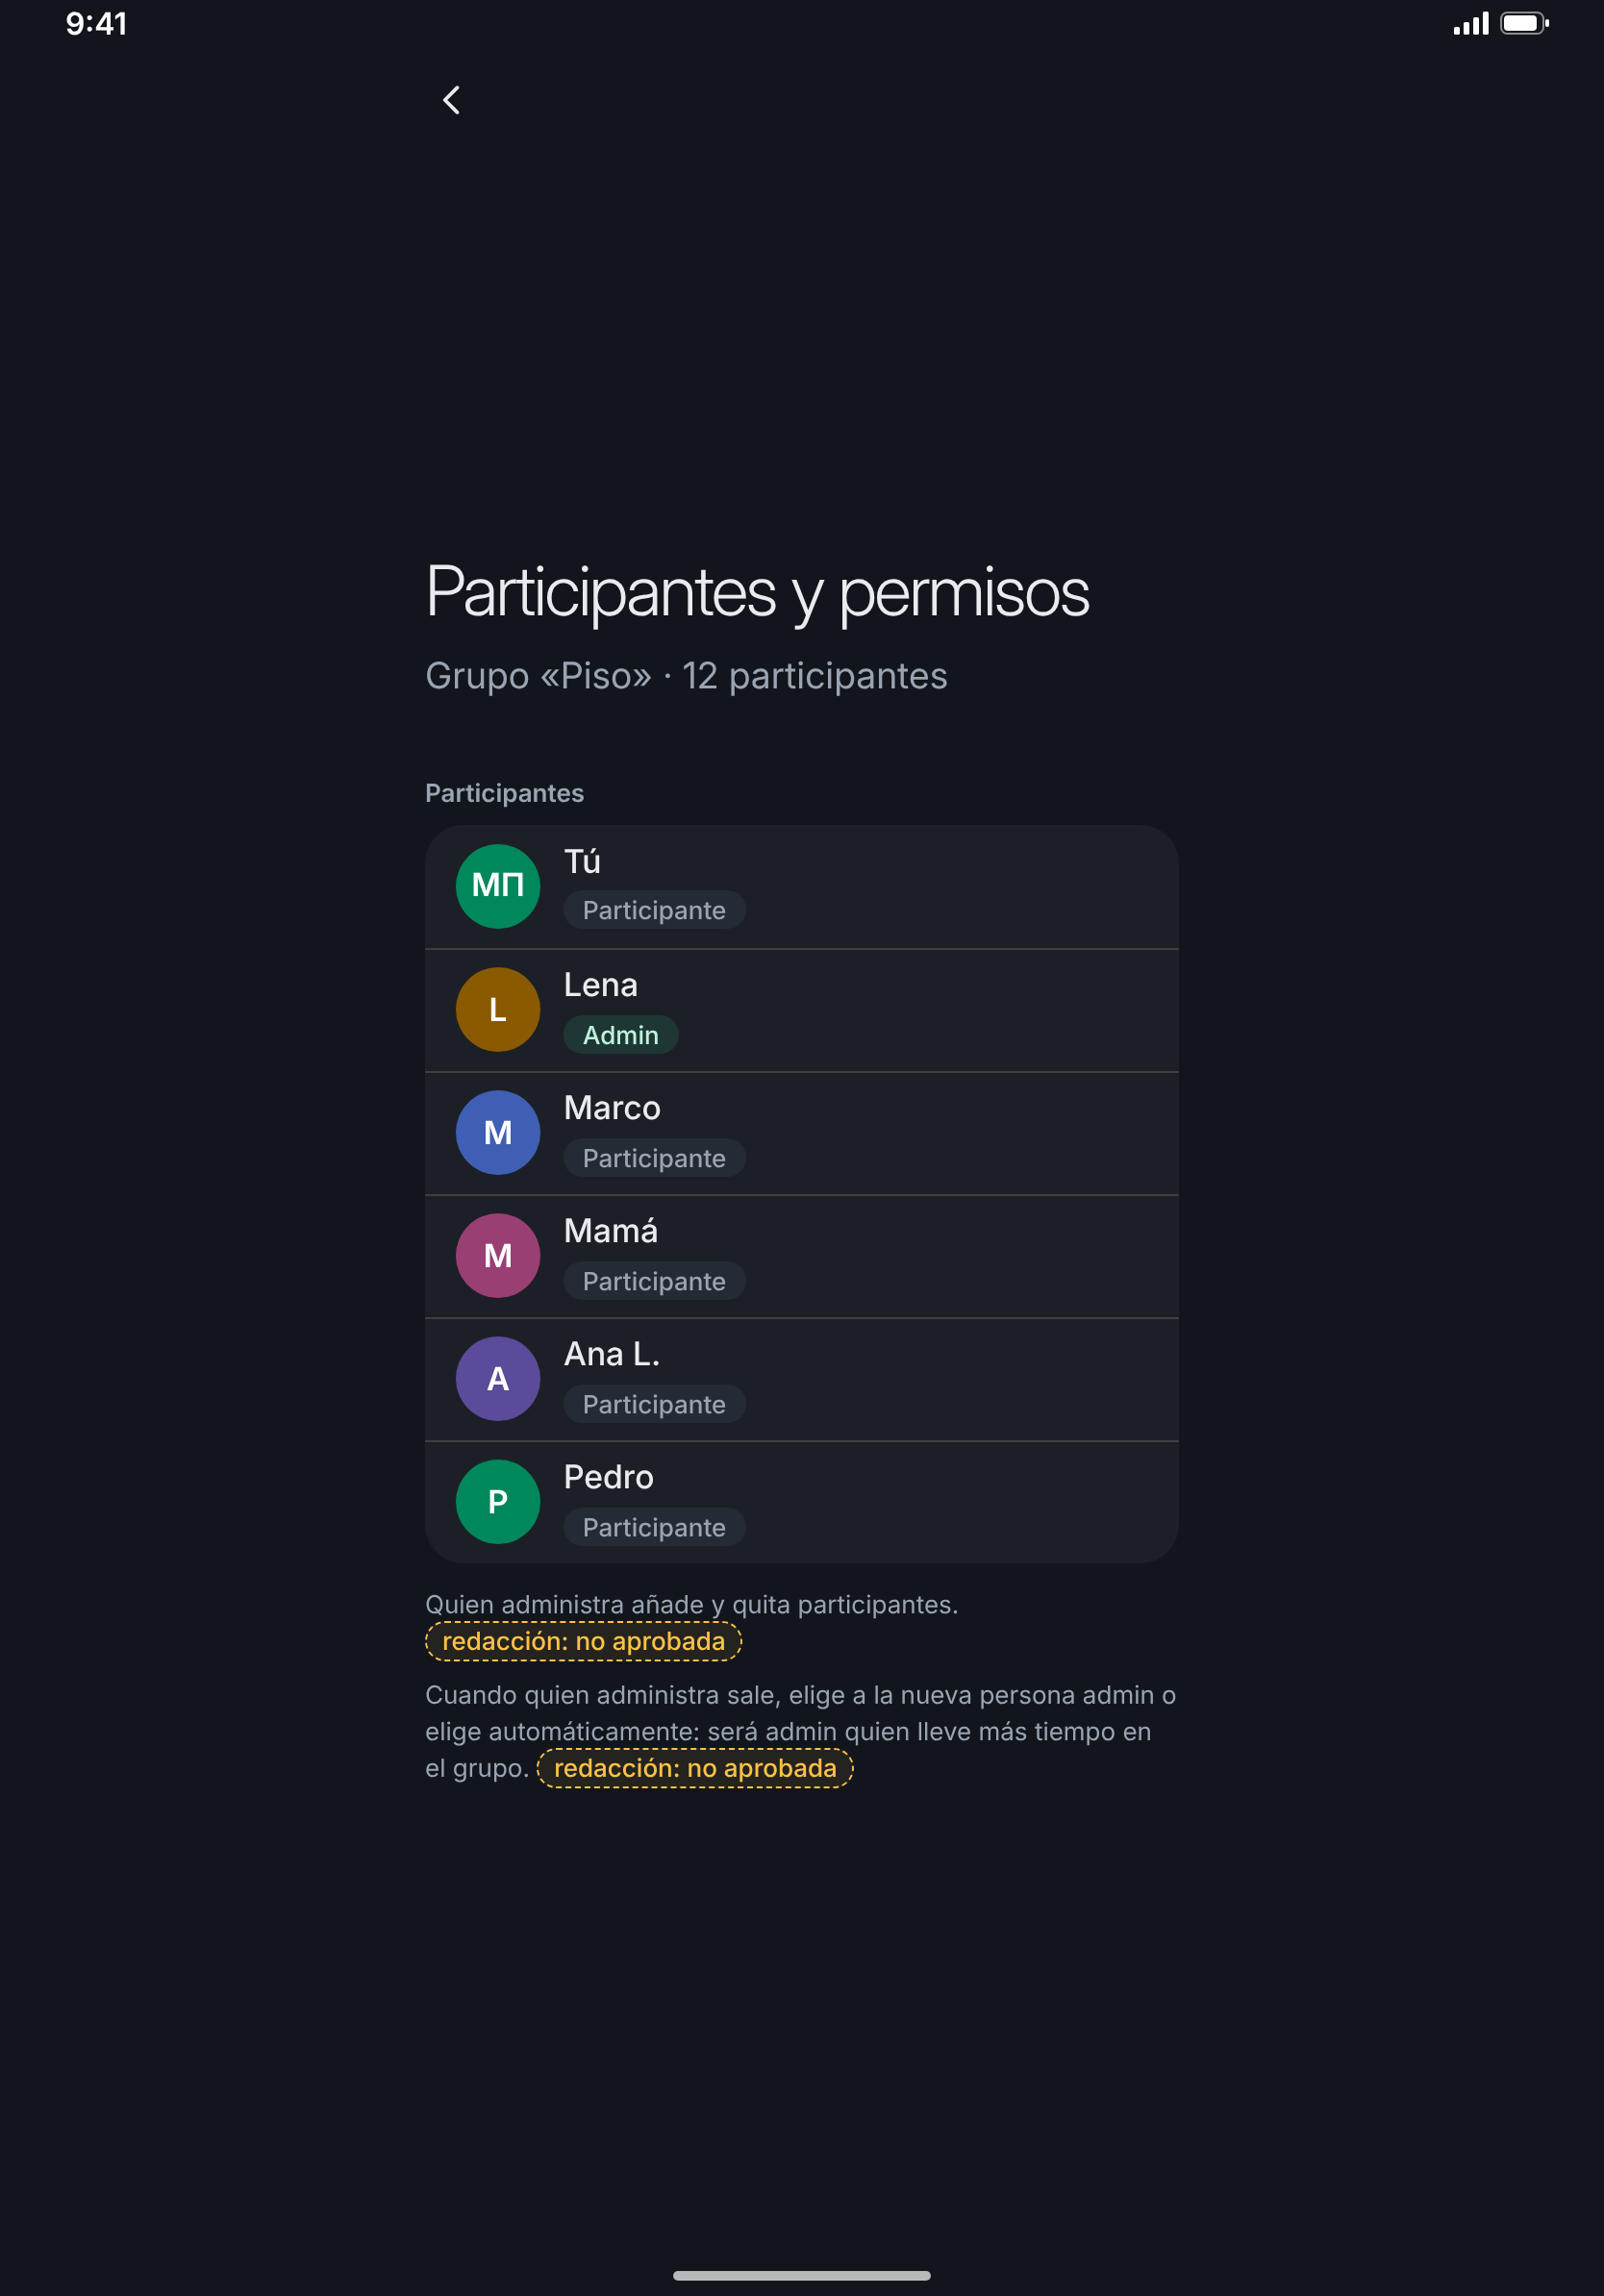 9:41
Participantes y permisos
Grupo «Piso» · 12 participantes
Participantes
МП
Tú
Participante
L
Lena
Admin
M
Marco
Participante
M
Mamá
Participante
A
Ana L.
Participante
P
Pedro
Participante
Quien administra añade y quita participantes.
redacción: no aprobada
Cuando quien administra sale, elige a la nueva persona admin o
elige automáticamente: será admin quien lleve más tiempo en
el grupo. redacción: no aprobada